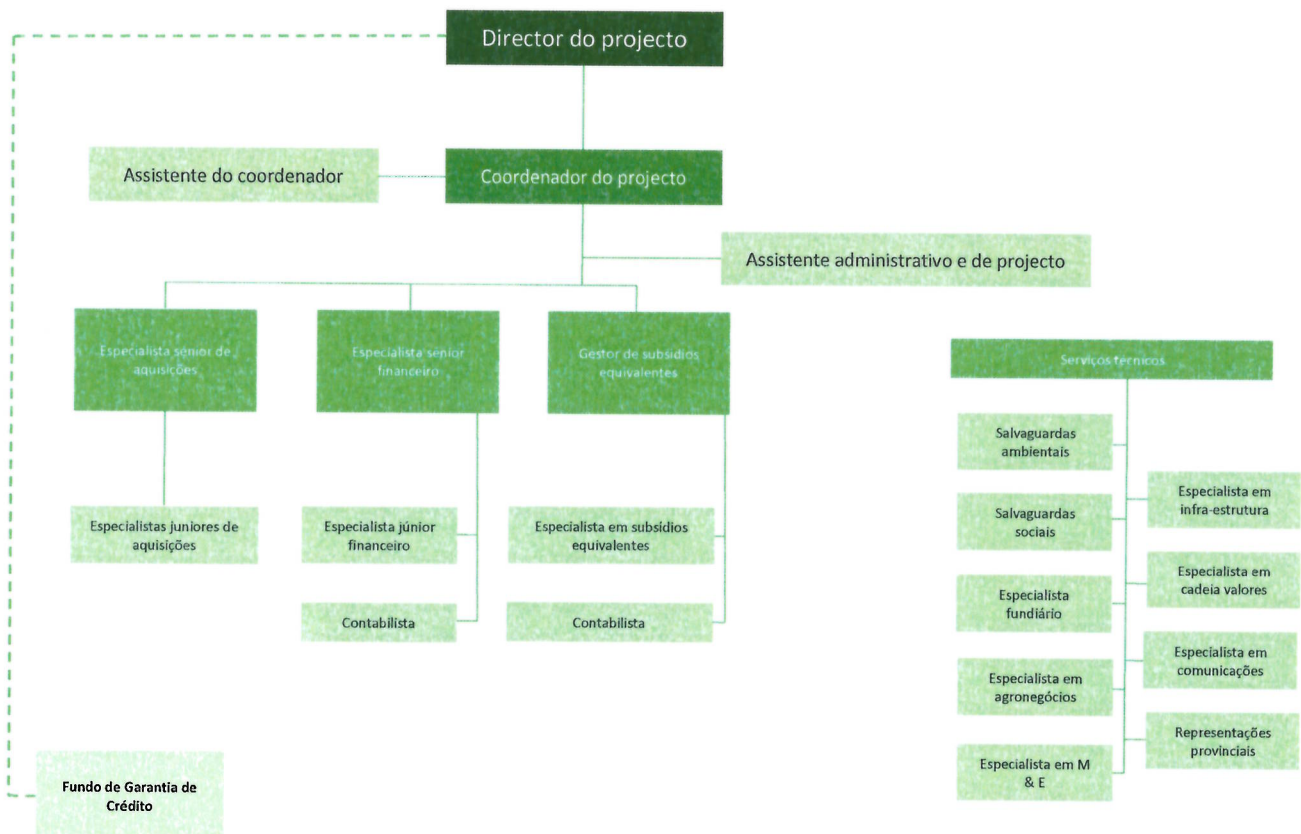 Director do projecto
Assistente do coordenador
Coordenador do projecto
Assistente administrativo e de projecto
Especialista sénior de
aquisições
Especialista sénior
financeiro
Gestor de subsídios
equivalentes
Especialistas juniores de
aquisições
Especialista júnior
financeiro
Contabilista
Especialista em subsídios
equivalentes
Contabilista
Serviços técnicos
Salvaguardas
ambientais
Especialista em
infra-estrutura
Salvaguardas
sociais
Especialista em
cadeia valores
Especialista
fundiário
Especialista em
comunicações
Especialista em
agronegócios
Representações
provinciais
Especialista em M
& E
Fundo de Garantia de
Crédito